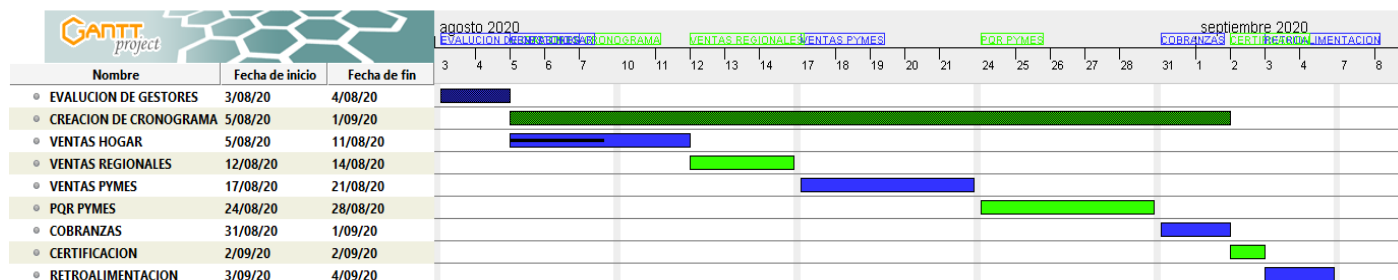 GANTT
project
agosto 2020
septiembre 2020
VENTAS REGIONALES
VENTAS PYMES
PQR PYMES
COBRANZAS
RETROALIMENTACION
3 4 5 6 7 10 11 12 13 14 17 18 19 20 21 24 25 26 27 28 31 1 2 3 4 7 8
Nombre Fecha de inicio Fecha de fin
EVALUCION DE GESTORES 3/08/20 4/08/20
CREACION DE CRONOGRAMA 5/08/20 1/09/20
VENTAS HOGAR 5/08/20 11/08/20
VENTAS REGIONALES 12/08/20 14/08/20
VENTAS PYMES 17/08/20 21/08/20
PQR PYMES 24/08/20 28/08/20
COBRANZAS 31/08/20 1/09/20
CERTIFICACION 2/09/20 2/09/20
RETROALIMENTACION 3/09/20 4/09/20